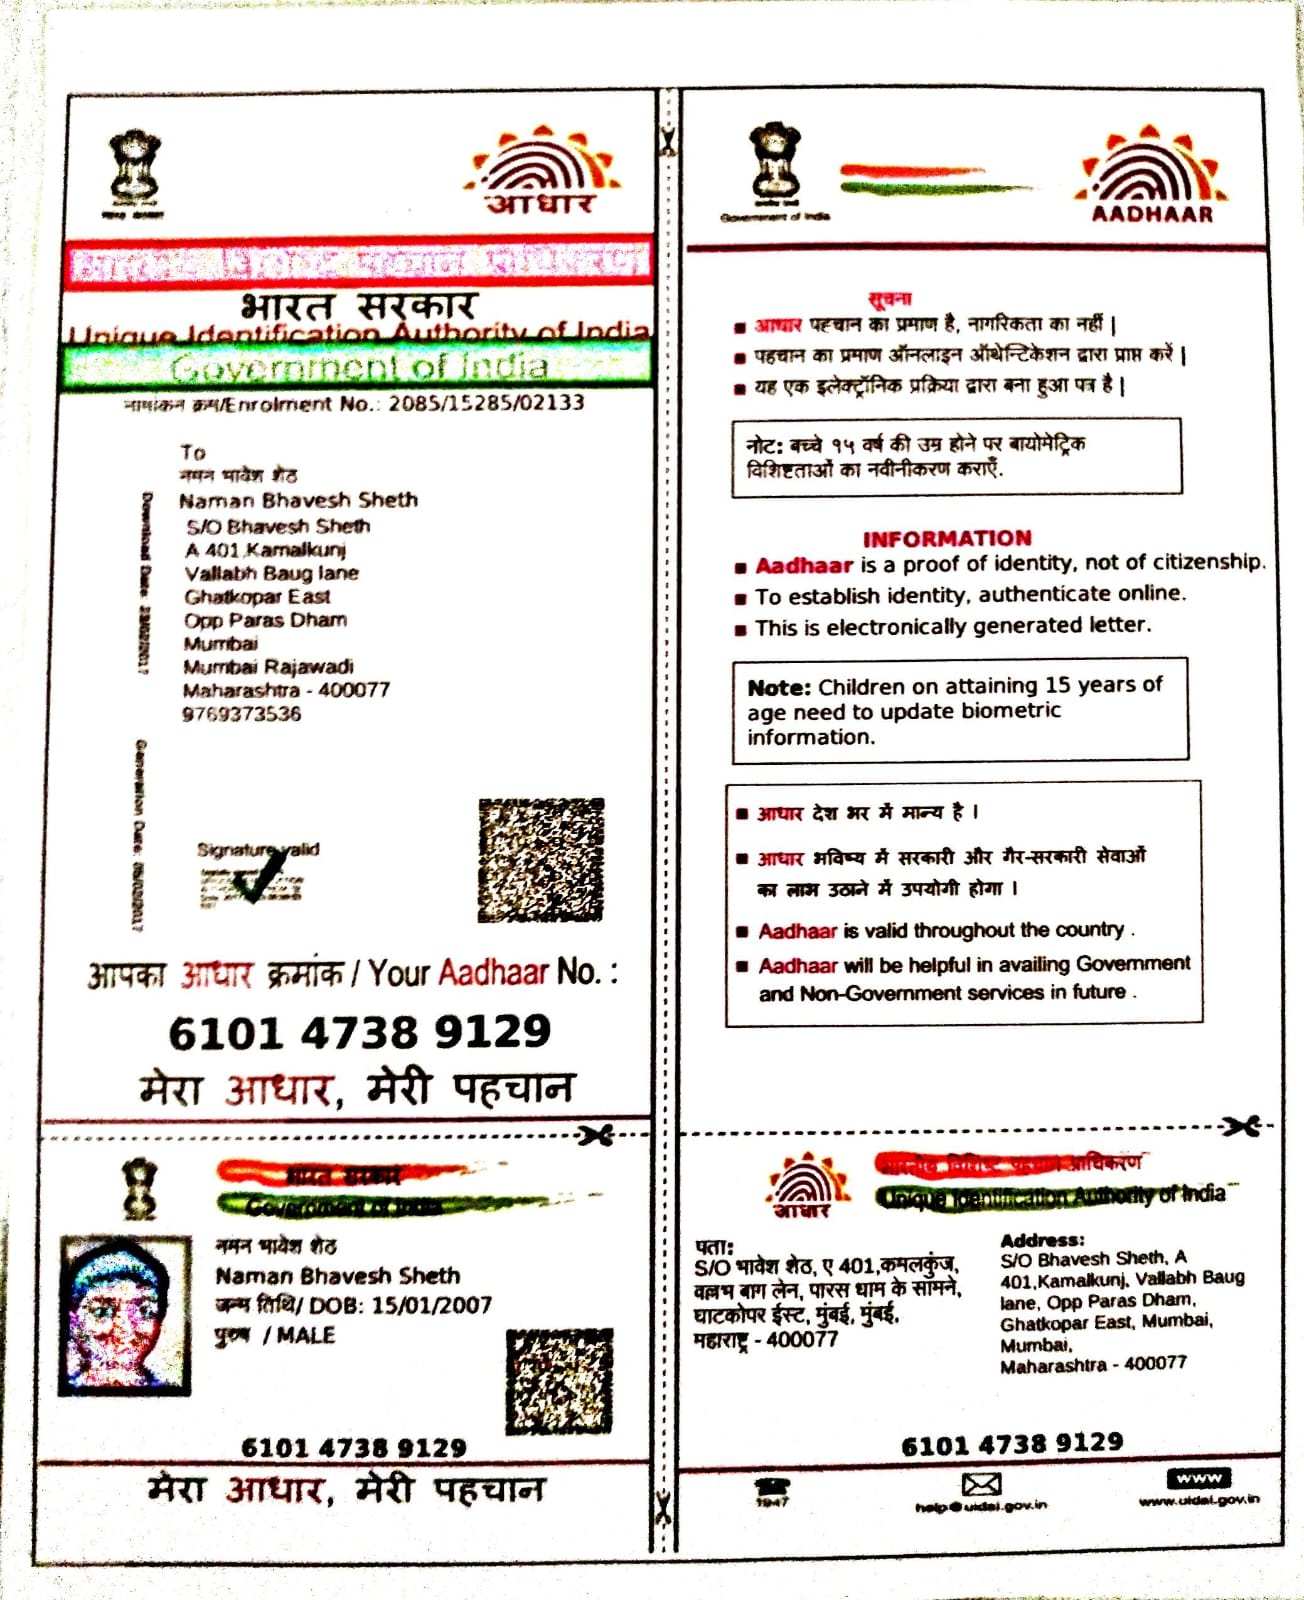 आधार
भारत सरकार
Unique Identification Authority of India
Government of India
नामांकन क्रम/Enrolment No.: 2085/15285/02133
To
नमन भावेश शेठ
Naman Bhavesh Sheth
S/O Bhavesh Sheth
A 401,Kamalkunj
Vallabh Baug lane
Ghatkopar East
Opp Paras Dham
Mumbai
Mumbai Rajawadi
Maharashtra - 400077
9769373536
Download Date:
Generation Date:
Signature valid
आपका आधार क्रमांक / Your Aadhaar No. :
6101 4738 9129
मेरा आधार, मेरी पहचान
भारत सरकार
Government of India
नमन भावेश शेठ
Naman Bhavesh Sheth
जन्म तिथि/ DOB: 15/01/2007
पुरुष / MALE
6101 4738 9129
मेरा आधार, मेरी पहचान
Government of India
AADHAAR
सूचना
आधार पहचान का प्रमाण है, नागरिकता का नहीं |
पहचान का प्रमाण ऑनलाइन ऑथेन्टिकेशन द्वारा प्राप्त करें |
यह एक इलेक्ट्रॉनिक प्रक्रिया द्वारा बना हुआ पत्र है |
नोट: बच्चे १५ वर्ष की उम्र होने पर बायोमेट्रिक
विशिष्टताओं का नवीनीकरण कराएँ.
INFORMATION
Aadhaar is a proof of identity, not of citizenship.
To establish identity, authenticate online.
This is electronically generated letter.
Note: Children on attaining 15 years of
age need to update biometric
information.
आधार देश भर में मान्य है ।
आधार भविष्य में सरकारी और गैर-सरकारी सेवाओं
का लाभ उठाने में उपयोगी होगा ।
Aadhaar is valid throughout the country .
Aadhaar will be helpful in availing Government
and Non-Government services in future .
आधार
भारतीय विशिष्ट पहचान प्राधिकरण
Unique Identification Authority of India
पता:
S/O भावेश शेठ, ए 401,कमलकुंज,
वल्लभ बाग लेन, पारस धाम के सामने,
घाटकोपर ईस्ट, मुंबई, मुंबई,
महाराष्ट्र - 400077
Address:
S/O Bhavesh Sheth, A
401,Kamalkunj, Vallabh Baug
lane, Opp Paras Dham,
Ghatkopar East, Mumbai,
Mumbai,
Maharashtra - 400077
6101 4738 9129
1947
help@uidai.gov.in
www
www.uidai.gov.in